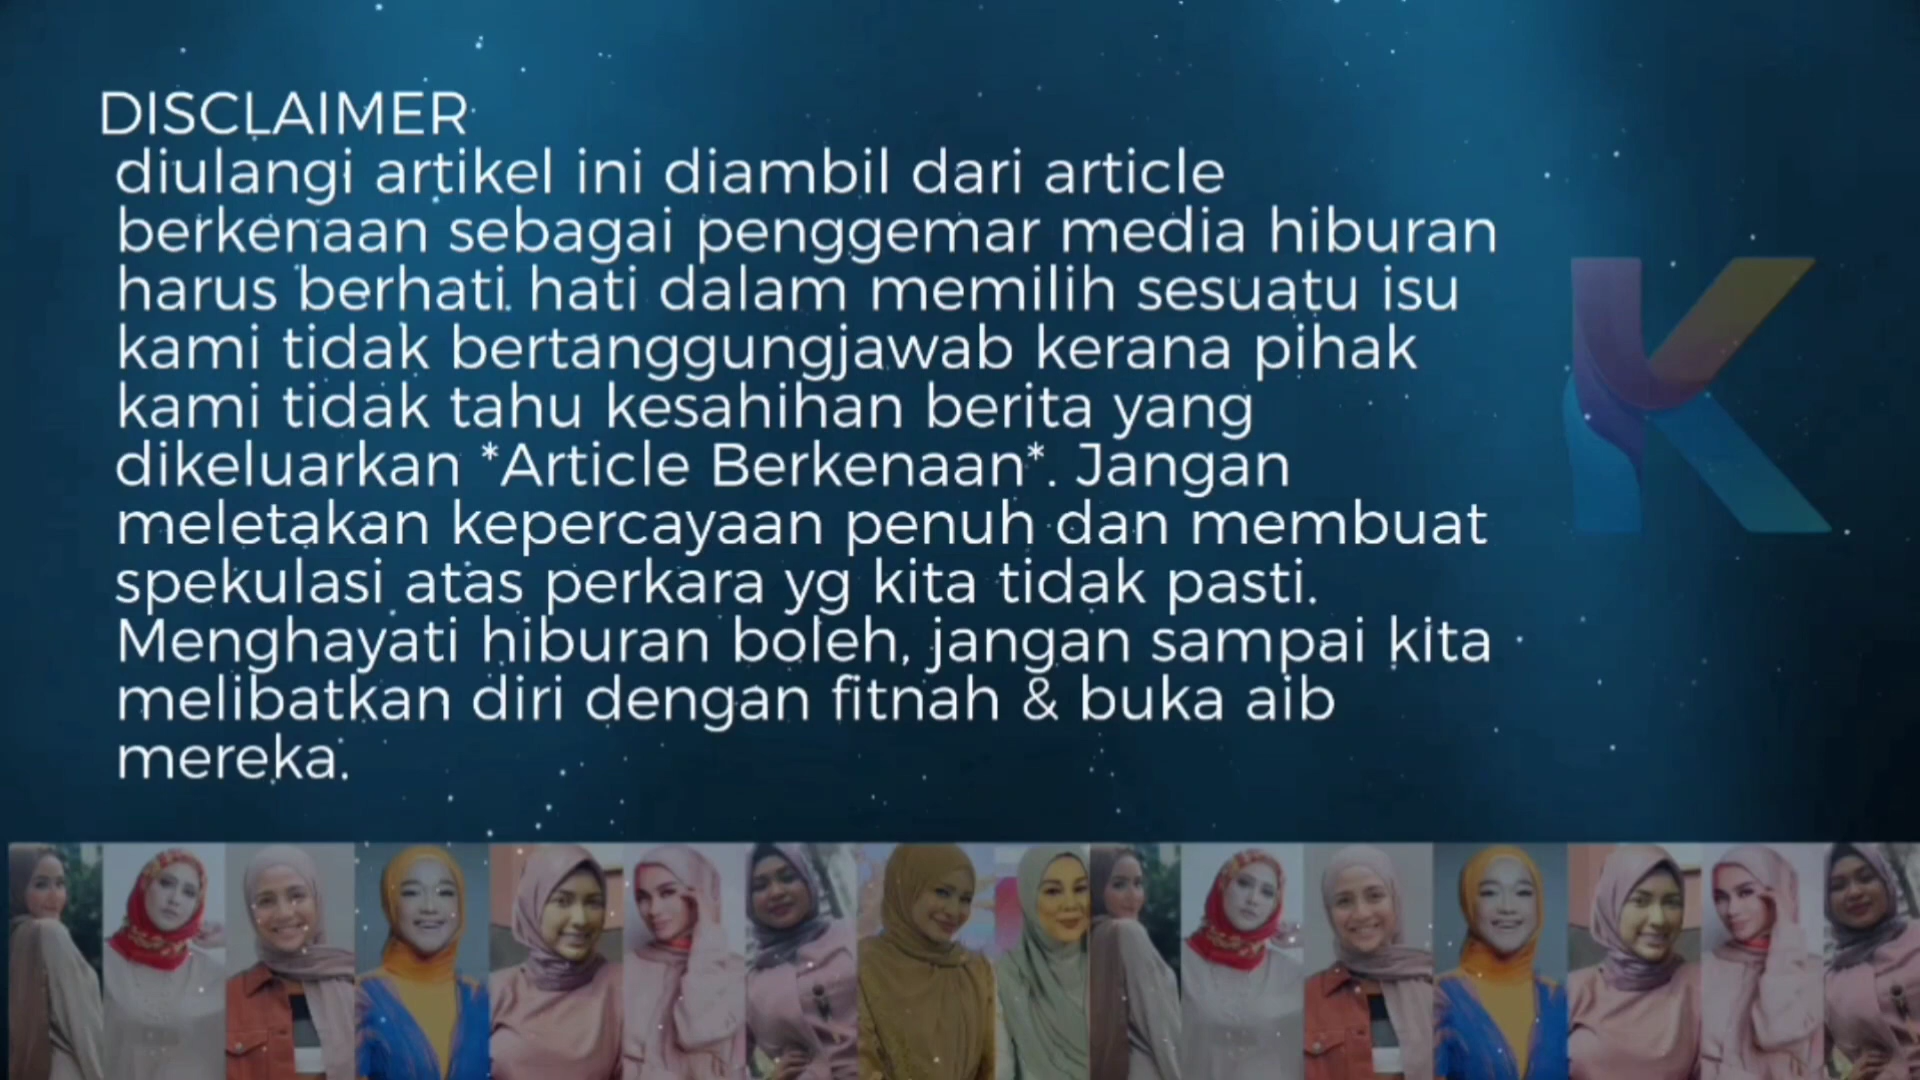 DISCLAIMER
diulangi artikel ini diambil dari article
berkenaan sebagai penggemar media hiburan
harus berhati. hati dalam memilih sesuatu isu
kami tidak bertanggungjawab kerana pihak
kami tidak tahu kesahihan berita yang
dikeluarkan *Article Berkenaan*. Jangan
meletakan kepercayaan penuh dan membuat
spekulasi atas perkara yg kita tidak pasti.
Menghayati hiburan boleh, jangan sampai kita
melibatkan diri dengan fitnah & buka aib
mereka.
K